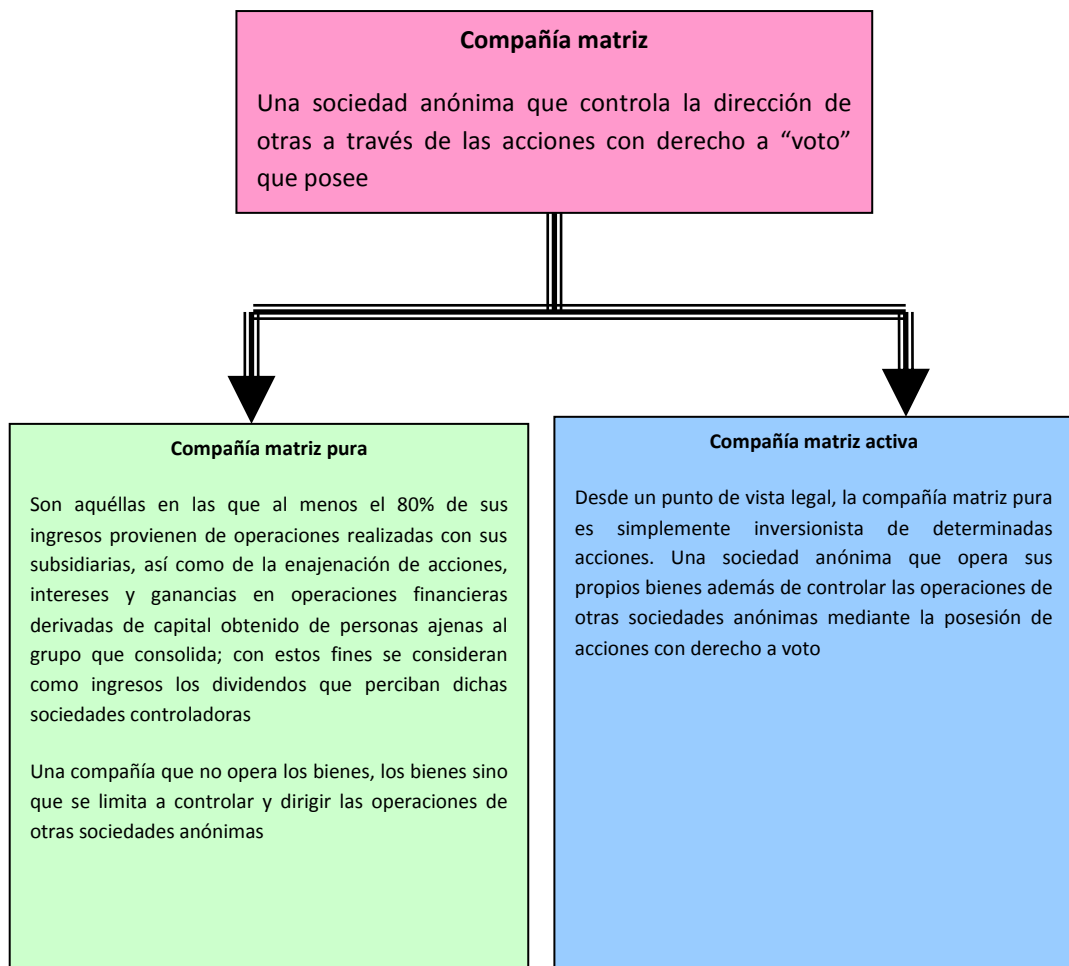 Compañía matriz
Una sociedad anónima que controla la dirección de
otras a través de las acciones con derecho a “voto”
que posee
Compañía matriz pura
Son aquéllas en las que al menos el 80% de sus
ingresos provienen de operaciones realizadas con sus
subsidiarias, así como de la enajenación de acciones,
intereses y ganancias en operaciones financieras
derivadas de capital obtenido de personas ajenas al
grupo que consolida; con estos fines se consideran
como ingresos los dividendos que perciban dichas
sociedades controladoras
Una compañía que no opera los bienes, los bienes sino
que se limita a controlar y dirigir las operaciones de
otras sociedades anónimas
Compañía matriz activa
Desde un punto de vista legal, la compañía matriz pura
es simplemente inversionista de determinadas
acciones. Una sociedad anónima que opera sus
propios bienes además de controlar las operaciones de
otras sociedades anónimas mediante la posesión de
acciones con derecho a voto